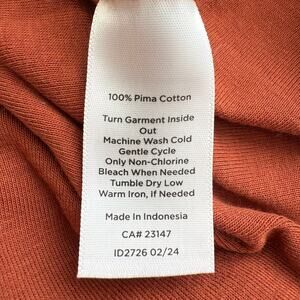 100% Pima Cotton
Turn Garment Inside
Out
Machine Wash Cold
Gentle Cycle
Only Non-Chlorine
Bleach When Needed
Tumble Dry Low
Warm Iron, If Needed
Made In Indonesia
CA# 23147
ID2726 02/24